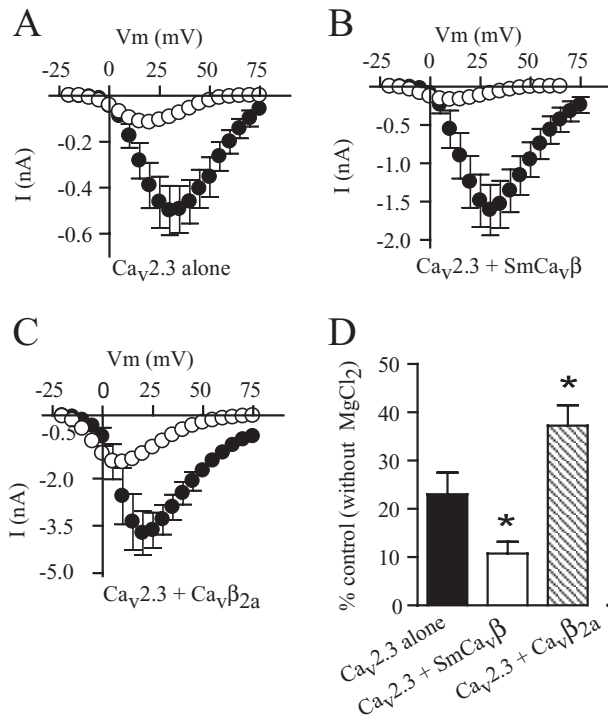 A
Vm (mV)
-25 0 25 50 75
-0.2
-0.4
-0.6
I (nA)
Cav2.3 alone
B
Vm (mV)
-25 0 25 50 75
-0.5
-1.0
-1.5
-2.0
I (nA)
Cav2.3 + SmCavβ
C
Vm (mV)
-25 0 25 50 75
-0.5
-2.0
-3.5
-5.0
I (nA)
Cav2.3 + Cavβ2a
D
50
40
30
20
10
0
% control (without MgCl2)
*
*
Cav2.3 alone
Cav2.3 + SmCavβ
Cav2.3 + Cavβ2a